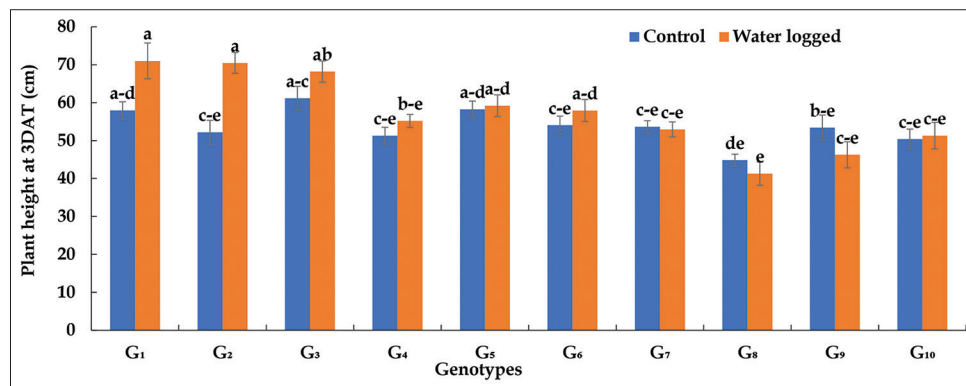 Plant height at 3DAT (cm)
80
70
60
50
40
30
20
10
0
Control Water logged
a-d a
c-e a
a-c ab
c-e b-e
a-d a-d
c-e a-d
c-e c-e
de e
b-e c-e
c-e c-e
G₁ G₂ G₃ G₄ G₅ G₆ G₇ G₈ G₉ G₁₀
Genotypes